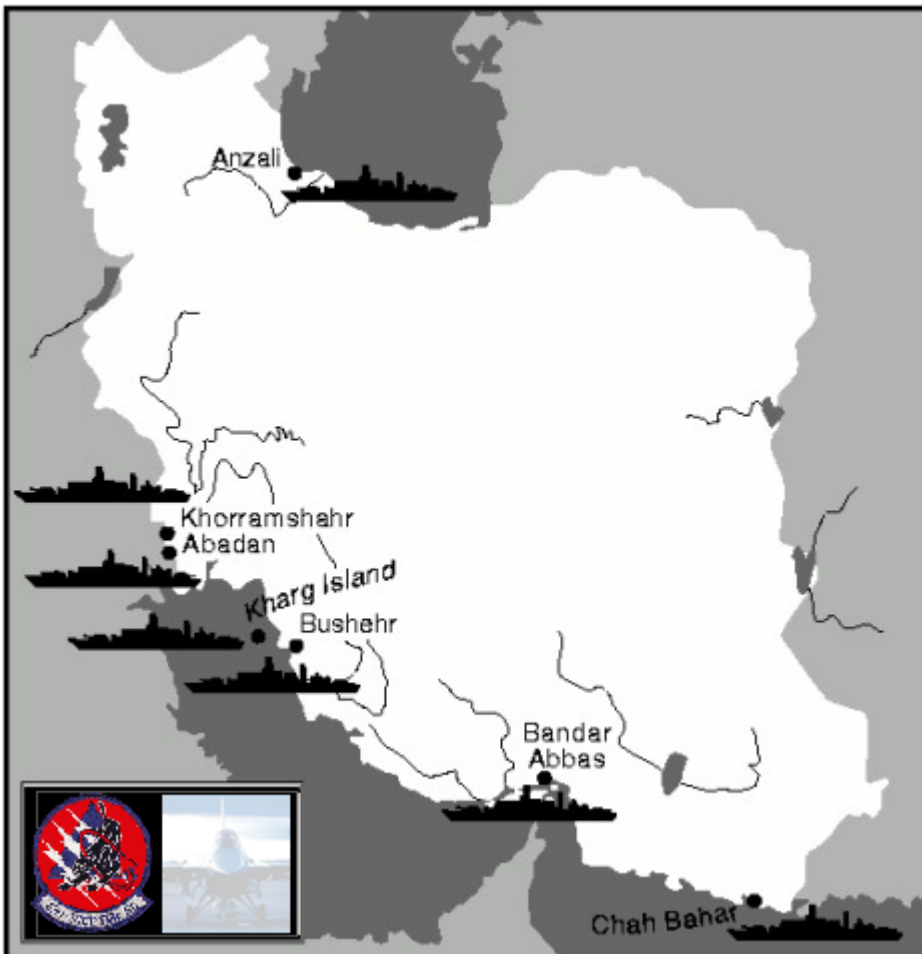 Anzali
Khorramshahr
Abadan
Kharg Island
Bushehr
Bandar
Abbas
Chah Bahar